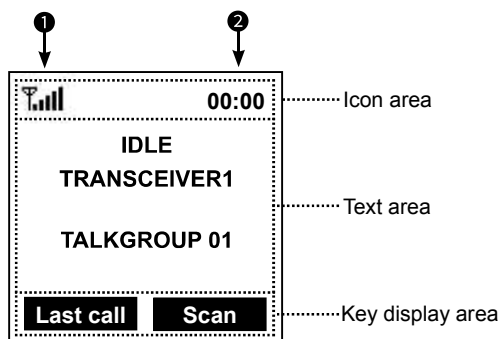 1 2
00:00 Icon area
IDLE
TRANSCEIVER1
Text area
TALKGROUP 01
Last call Scan Key display area